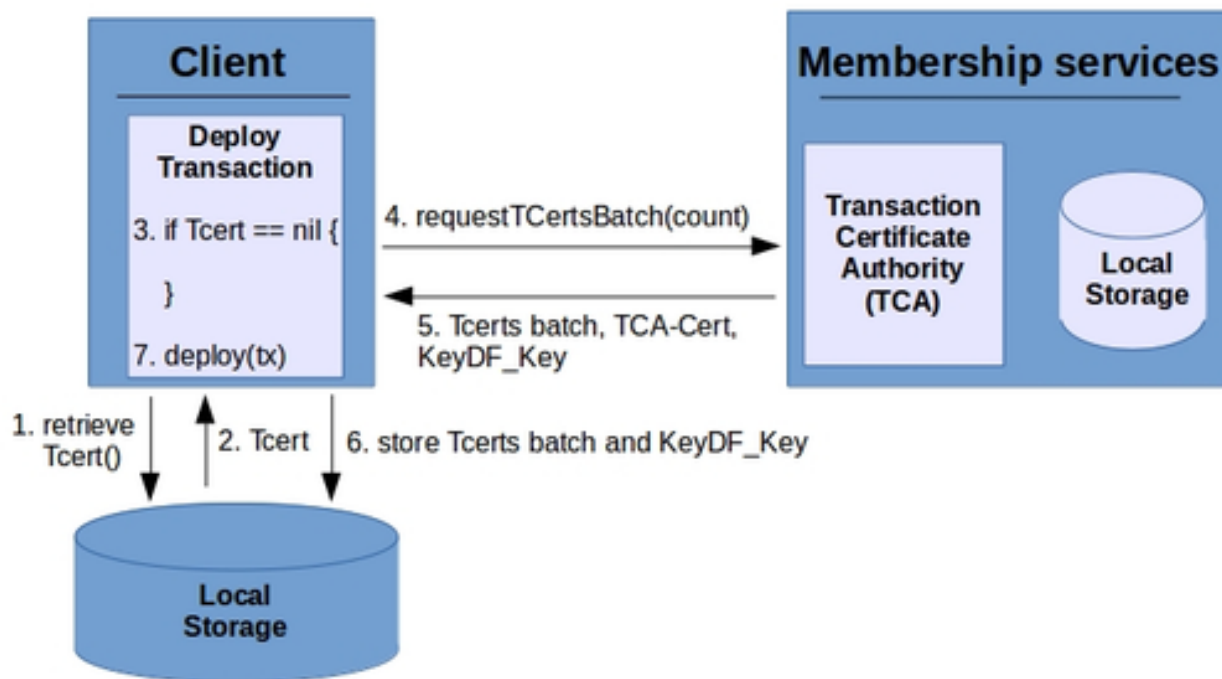 Client
Deploy
Transaction
3. if Tcert == nil {
}
7. deploy(tx)
4. requestTCertsBatch(count)
5. Tcerts batch, TCA-Cert,
KeyDF_Key
Membership services
Transaction
Certificate
Authority
(TCA)
Local
Storage
1. retrieve
Tcert()
2. Tcert
6. store Tcerts batch and KeyDF_Key
Local
Storage